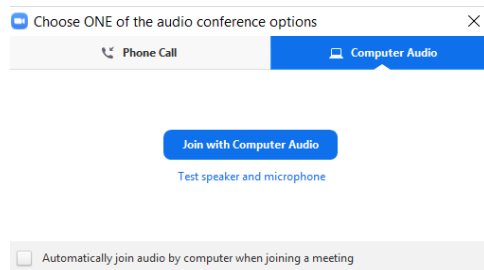 Choose ONE of the audio conference options
Phone Call
Computer Audio
Join with Computer Audio
Test speaker and microphone
Automatically join audio by computer when joining a meeting